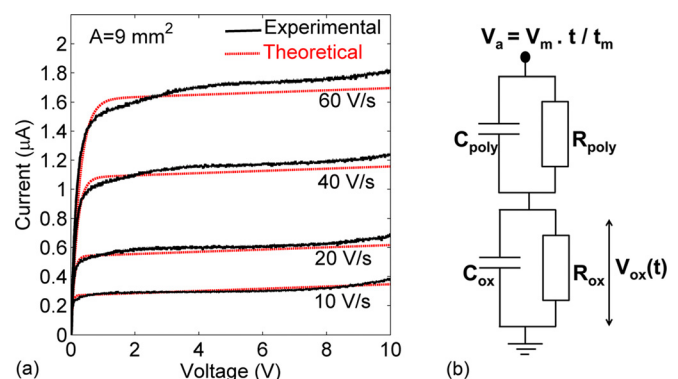 A=9 mm²
Experimental
Theoretical
2
1.8
1.6
1.4
1.2
1
0.8
0.6
0.4
0.2
0
Current (µA)
60 V/s
40 V/s
20 V/s
10 V/s
0 2 4 6 8 10
Voltage (V)
(a)
Va = Vm . t / tm
Cpoly
Rpoly
Cox
Rox
Vox(t)
(b)